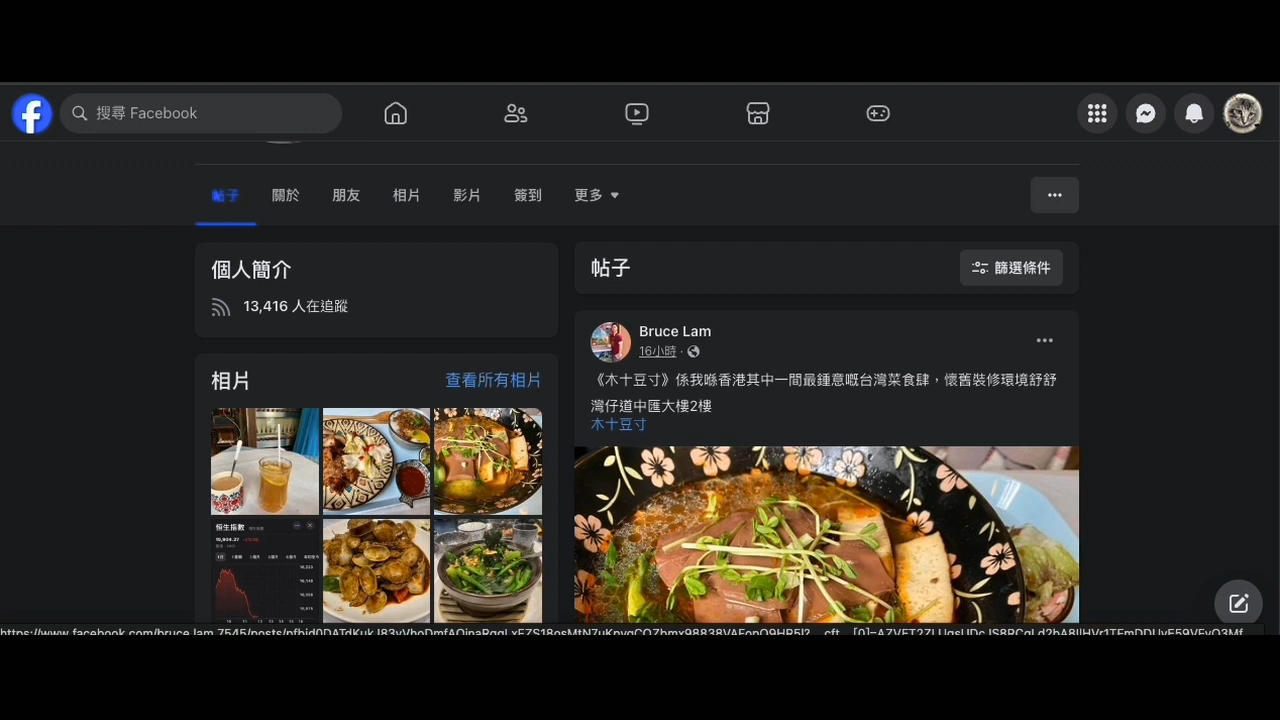 搜尋 Facebook
帖子
關於
朋友
相片
影片
簽到
更多
個人簡介
13,416 人在追蹤
相片
查看所有相片
恒生指數
帖子
篩選條件
Bruce Lam
16小時 ·
《木十豆寸》係我喺香港其中一間最鍾意嘅台灣菜食肆，懷舊裝修環境舒舒
灣仔道中匯大樓2樓
木十豆寸